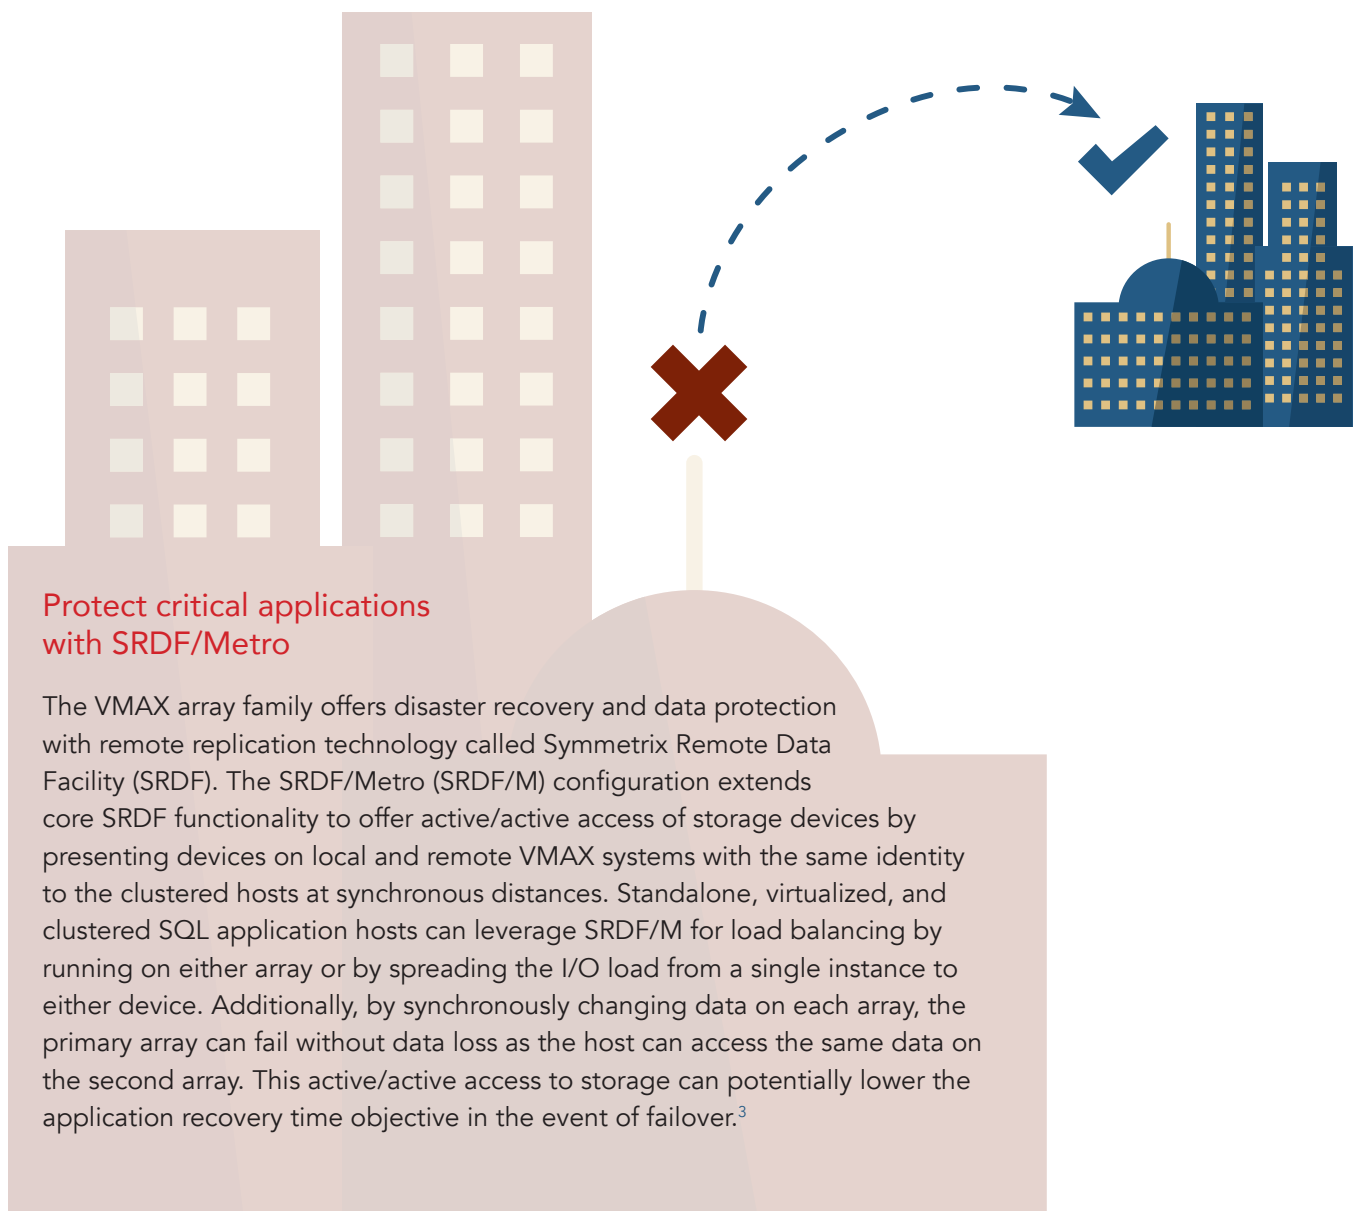 Protect critical applications
with SRDF/Metro
The VMAX array family offers disaster recovery and data protection
with remote replication technology called Symmetrix Remote Data
Facility (SRDF). The SRDF/Metro (SRDF/M) configuration extends
core SRDF functionality to offer active/active access of storage devices by
presenting devices on local and remote VMAX systems with the same identity
to the clustered hosts at synchronous distances. Standalone, virtualized, and
clustered SQL application hosts can leverage SRDF/M for load balancing by
running on either array or by spreading the I/O load from a single instance to
either device. Additionally, by synchronously changing data on each array, the
primary array can fail without data loss as the host can access the same data on
the second array. This active/active access to storage can potentially lower the
application recovery time objective in the event of failover.3